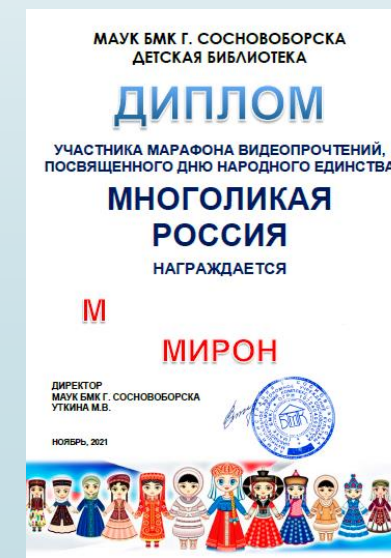 МАУК БМК Г. СОСНОВОБОРСКА
ДЕТСКАЯ БИБЛИОТЕКА
ДИПЛОМ
УЧАСТНИКА МАРАФОНА ВИДЕОПРОЧТЕНИЙ,
ПОСВЯЩЕННОГО ДНЮ НАРОДНОГО ЕДИНСТВА
МНОГОЛИКАЯ
РОССИЯ
НАГРАЖДАЕТСЯ
М
МИРОН
ДИРЕКТОР
МАУК БМК Г. СОСНОВОБОРСКА
УТКИНА М.В.
БМК
НОЯБРЬ, 2021